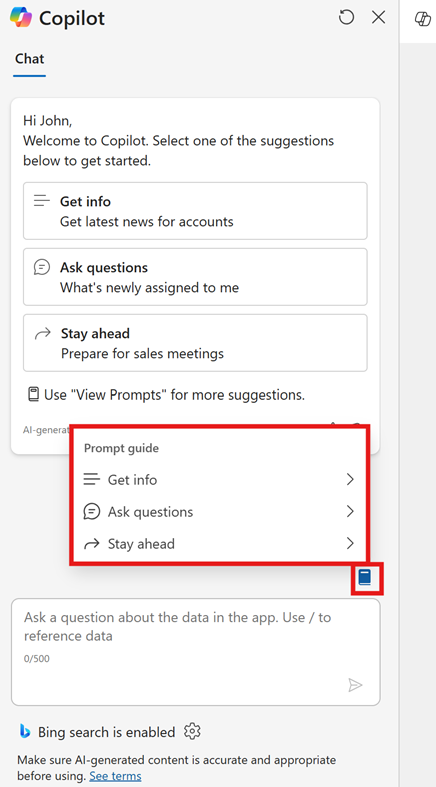 Copilot
Chat
Hi John,
Welcome to Copilot. Select one of the suggestions
below to get started.
Get info
Get latest news for accounts
Ask questions
What's newly assigned to me
Stay ahead
Prepare for sales meetings
Use "View Prompts" for more suggestions.
AI-generat
Prompt guide
Get info
Ask questions
Stay ahead
Ask a question about the data in the app. Use / to
reference data
0/500
Bing search is enabled
Make sure AI-generated content is accurate and appropriate
before using. See terms